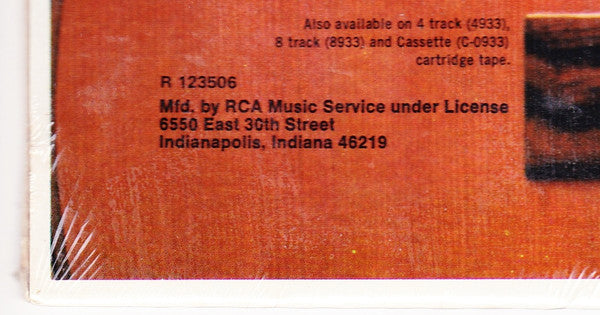 Also available on 4 track (4933),
8 track (8933) and Cassette (C-0933)
cartridge tape.
R 123506
Mfd. by RCA Music Service under License
6550 East 30th Street
Indianapolis, Indiana 46219